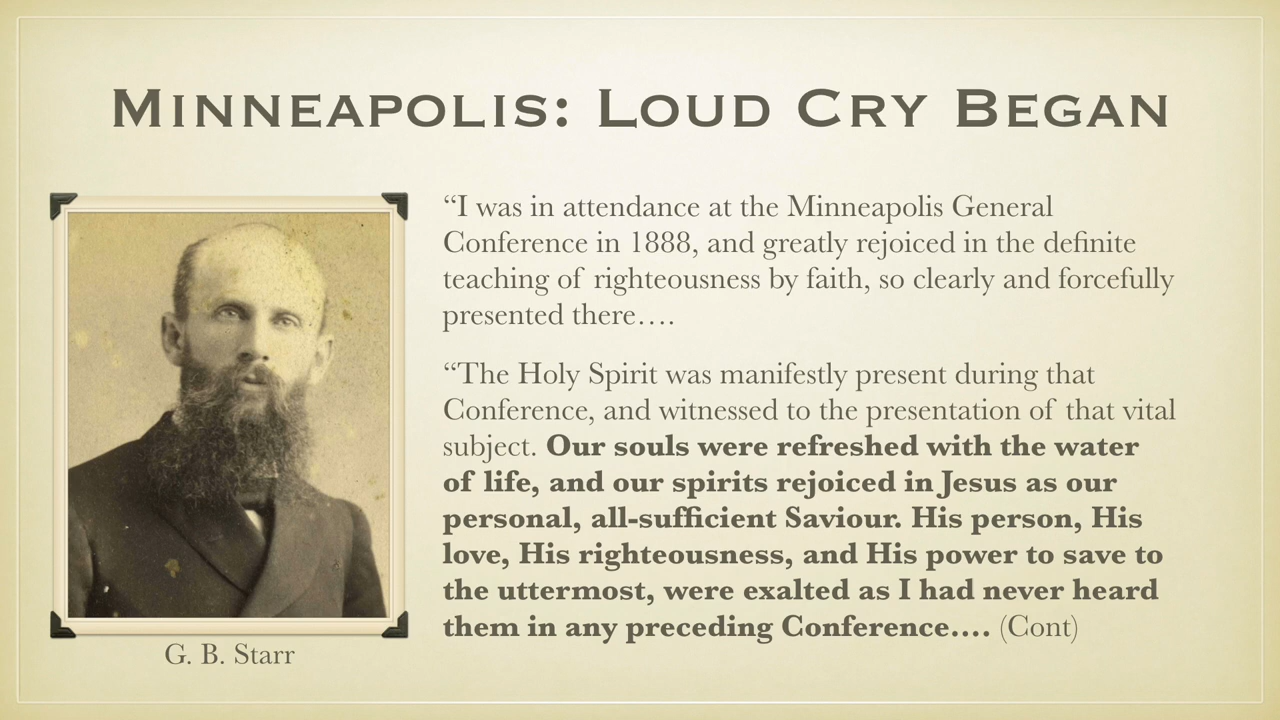 Minneapolis: Loud Cry Began
“I was in attendance at the Minneapolis General
Conference in 1888, and greatly rejoiced in the definite
teaching of righteousness by faith, so clearly and forcefully
presented there….
“The Holy Spirit was manifestly present during that
Conference, and witnessed to the presentation of that vital
subject. Our souls were refreshed with the water
of life, and our spirits rejoiced in Jesus as our
personal, all-sufficient Saviour. His person, His
love, His righteousness, and His power to save to
the uttermost, were exalted as I had never heard
them in any preceding Conference…. (Cont)
G. B. Starr